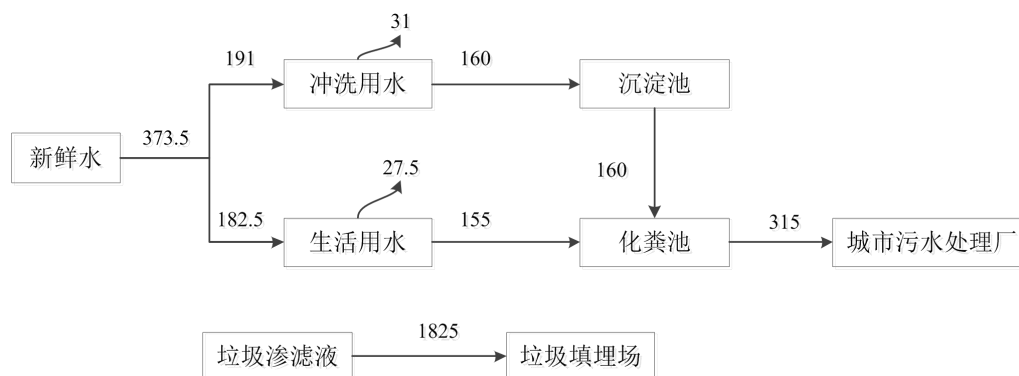 31
191
冲洗用水
160
沉淀池
新鲜水
373.5
27.5
160
182.5
生活用水
155
化粪池
315
城市污水处理厂
垃圾渗滤液
1825
垃圾填埋场